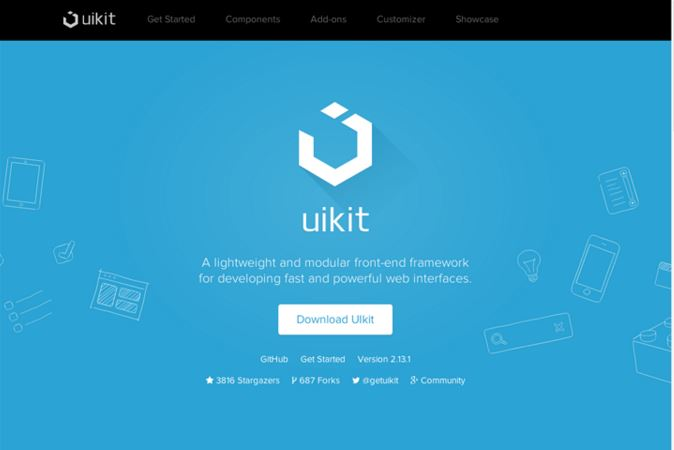 uikit Get Started Components Add-ons Customizer Showcase
uikit
A lightweight and modular front-end framework
for developing fast and powerful web interfaces.
Download UIkit
GitHub Get Started Version 2.13.1
3816 Stargazers 687 Forks @getuikit Community